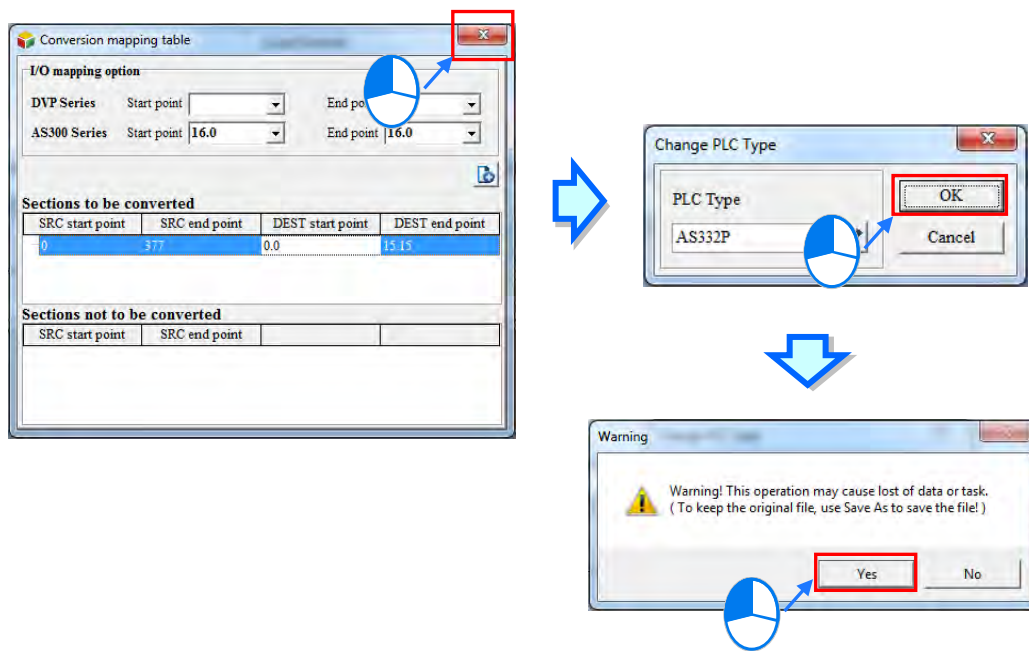 Conversion mapping table
I/O mapping option
DVP Series Start point End po
AS300 Series Start point 16.0 End point 16.0
Sections to be converted
SRC start point SRC end point DEST start point DEST end point
0 377 0.0 15.15
Sections not to be converted
SRC start point SRC end point
Change PLC Type
PLC Type
OK
AS332P
Cancel
Warning
Warning! This operation may cause lost of data or task.
( To keep the original file, use Save As to save the file! )
Yes No